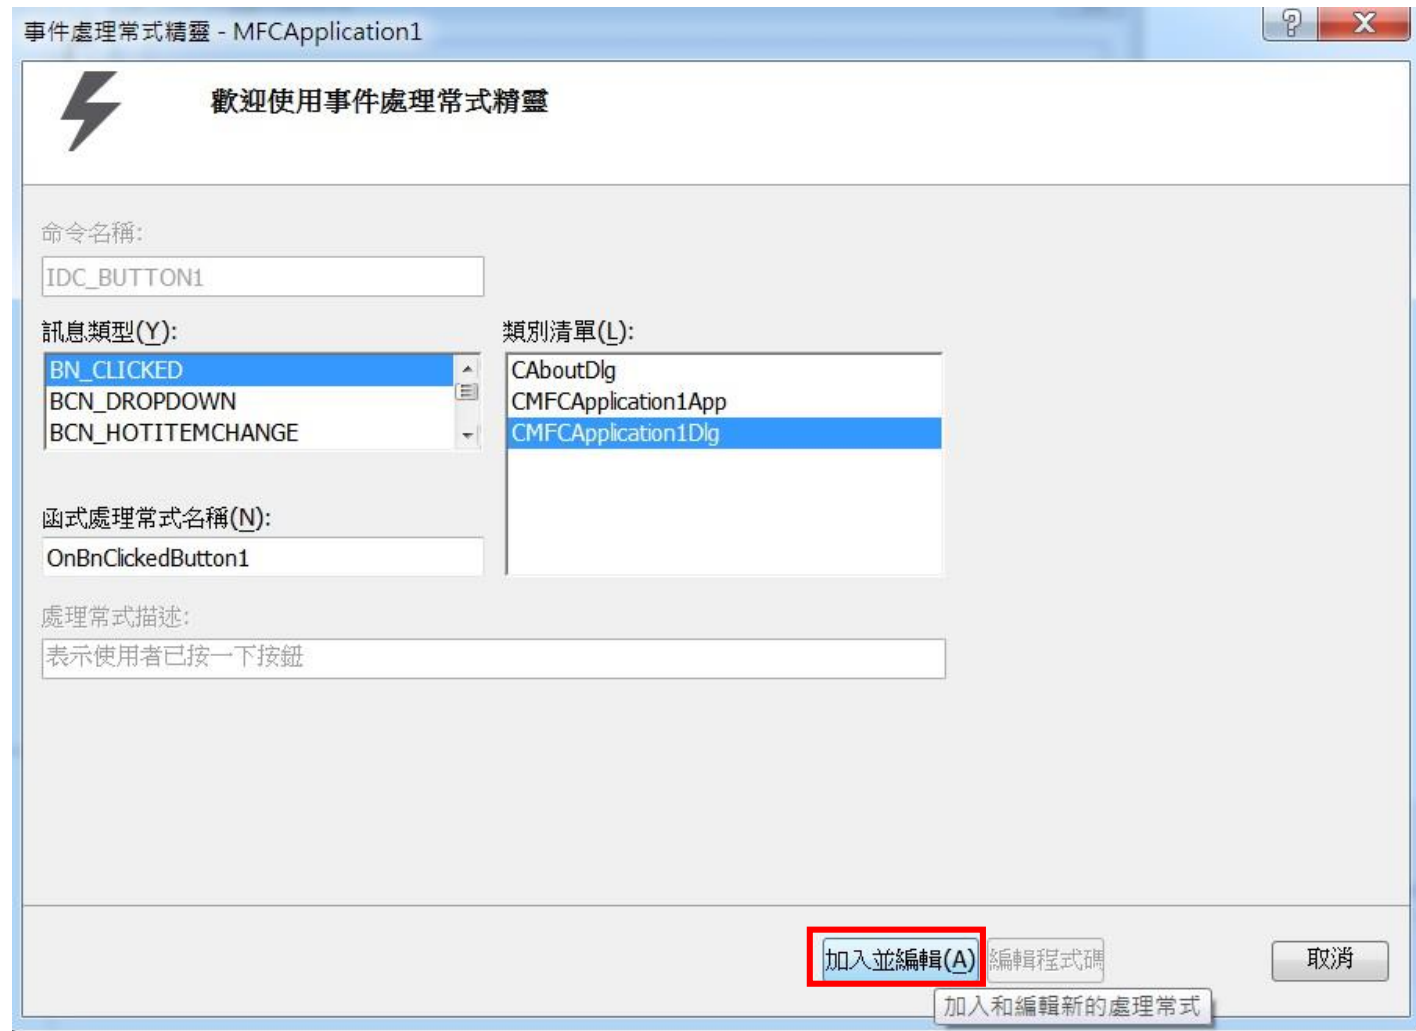 事件處理常式精靈 - MFCApplication1
歡迎使用事件處理常式精靈
命令名稱:
IDC_BUTTON1
訊息類型(Y):
類別清單(L):
BN_CLICKED
BCN_DROPDOWN
BCN_HOTITEMCHANGE
CAboutDlg
CMFCApplication1App
CMFCApplication1Dlg
函式處理常式名稱(N):
OnBnClickedButton1
處理常式描述:
表示使用者已按一下按鈕
加入並編輯(A)
編輯程式碼
取消
加入和編輯新的處理常式